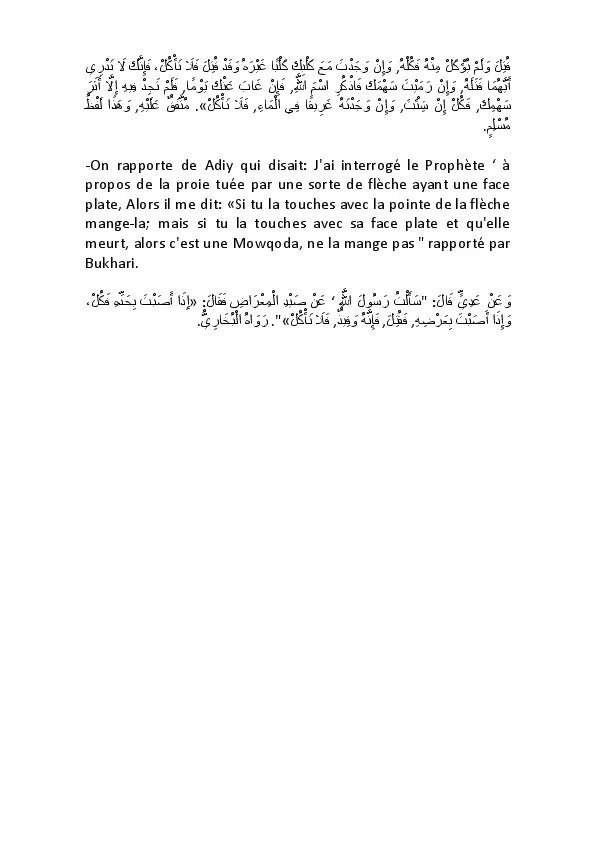 قُتِلَ وَلَمْ يُؤْكَلْ مِنْهُ فَكُلْهُ, وَإِنْ وَجَدْتَ مَعَ كَلْبِكَ كَلْبًا غَيْرَهُ وَقَدْ قُتِلَ فَلَا تَأْكُلْ، فَإِنَّكَ لَا تَدْرِي
أَيَّهُمَا قَتَلَهُ, وَإِنْ رَمَيْتَ سَهْمَكَ فَاذْكُرِ اسْمَ اللَّهِ, فَإِنْ غَابَ عَنْكَ يَوْمًا, فَلَمْ تَجِدْ فِيهِ إِلَّا أَثَرَ
سَهْمِكَ, فَكُلْ إِنْ شِئْتَ, وَإِنْ وَجَدْتَهُ غَرِيقًا فِي الْمَاءِ, فَلَا تَأْكُلْ». مُتَّفَقٌ عَلَيْهِ, وَهَذَا لَفْظُ
مُسْلِمٍ.
-On rapporte de Adiy qui disait: J'ai interrogé le Prophète ‘ à
propos de la proie tuée par une sorte de flèche ayant une face
plate, Alors il me dit: «Si tu la touches avec la pointe de la flèche
mange-la; mais si tu la touches avec sa face plate et qu'elle
meurt, alors c'est une Mowqoda, ne la mange pas " rapporté par
Bukhari.
وَعَنْ عَدِيٍّ قَالَ: "سَأَلْتُ رَسُولَ اللَّهِ ‘ عَنْ صَيْدِ الْمِعْرَاضِ فَقَالَ: «إِذَا أَصَبْتَ بِحَدِّهِ فَكُلْ،
وَإِذَا أَصَبْتَ بِعَرْضِهِ, فَقُتِلَ, فَإِنَّهُ وَقِيذٌ, فَلَا تَأْكُلْ»". رَوَاهُ الْبُخَارِيُّ.